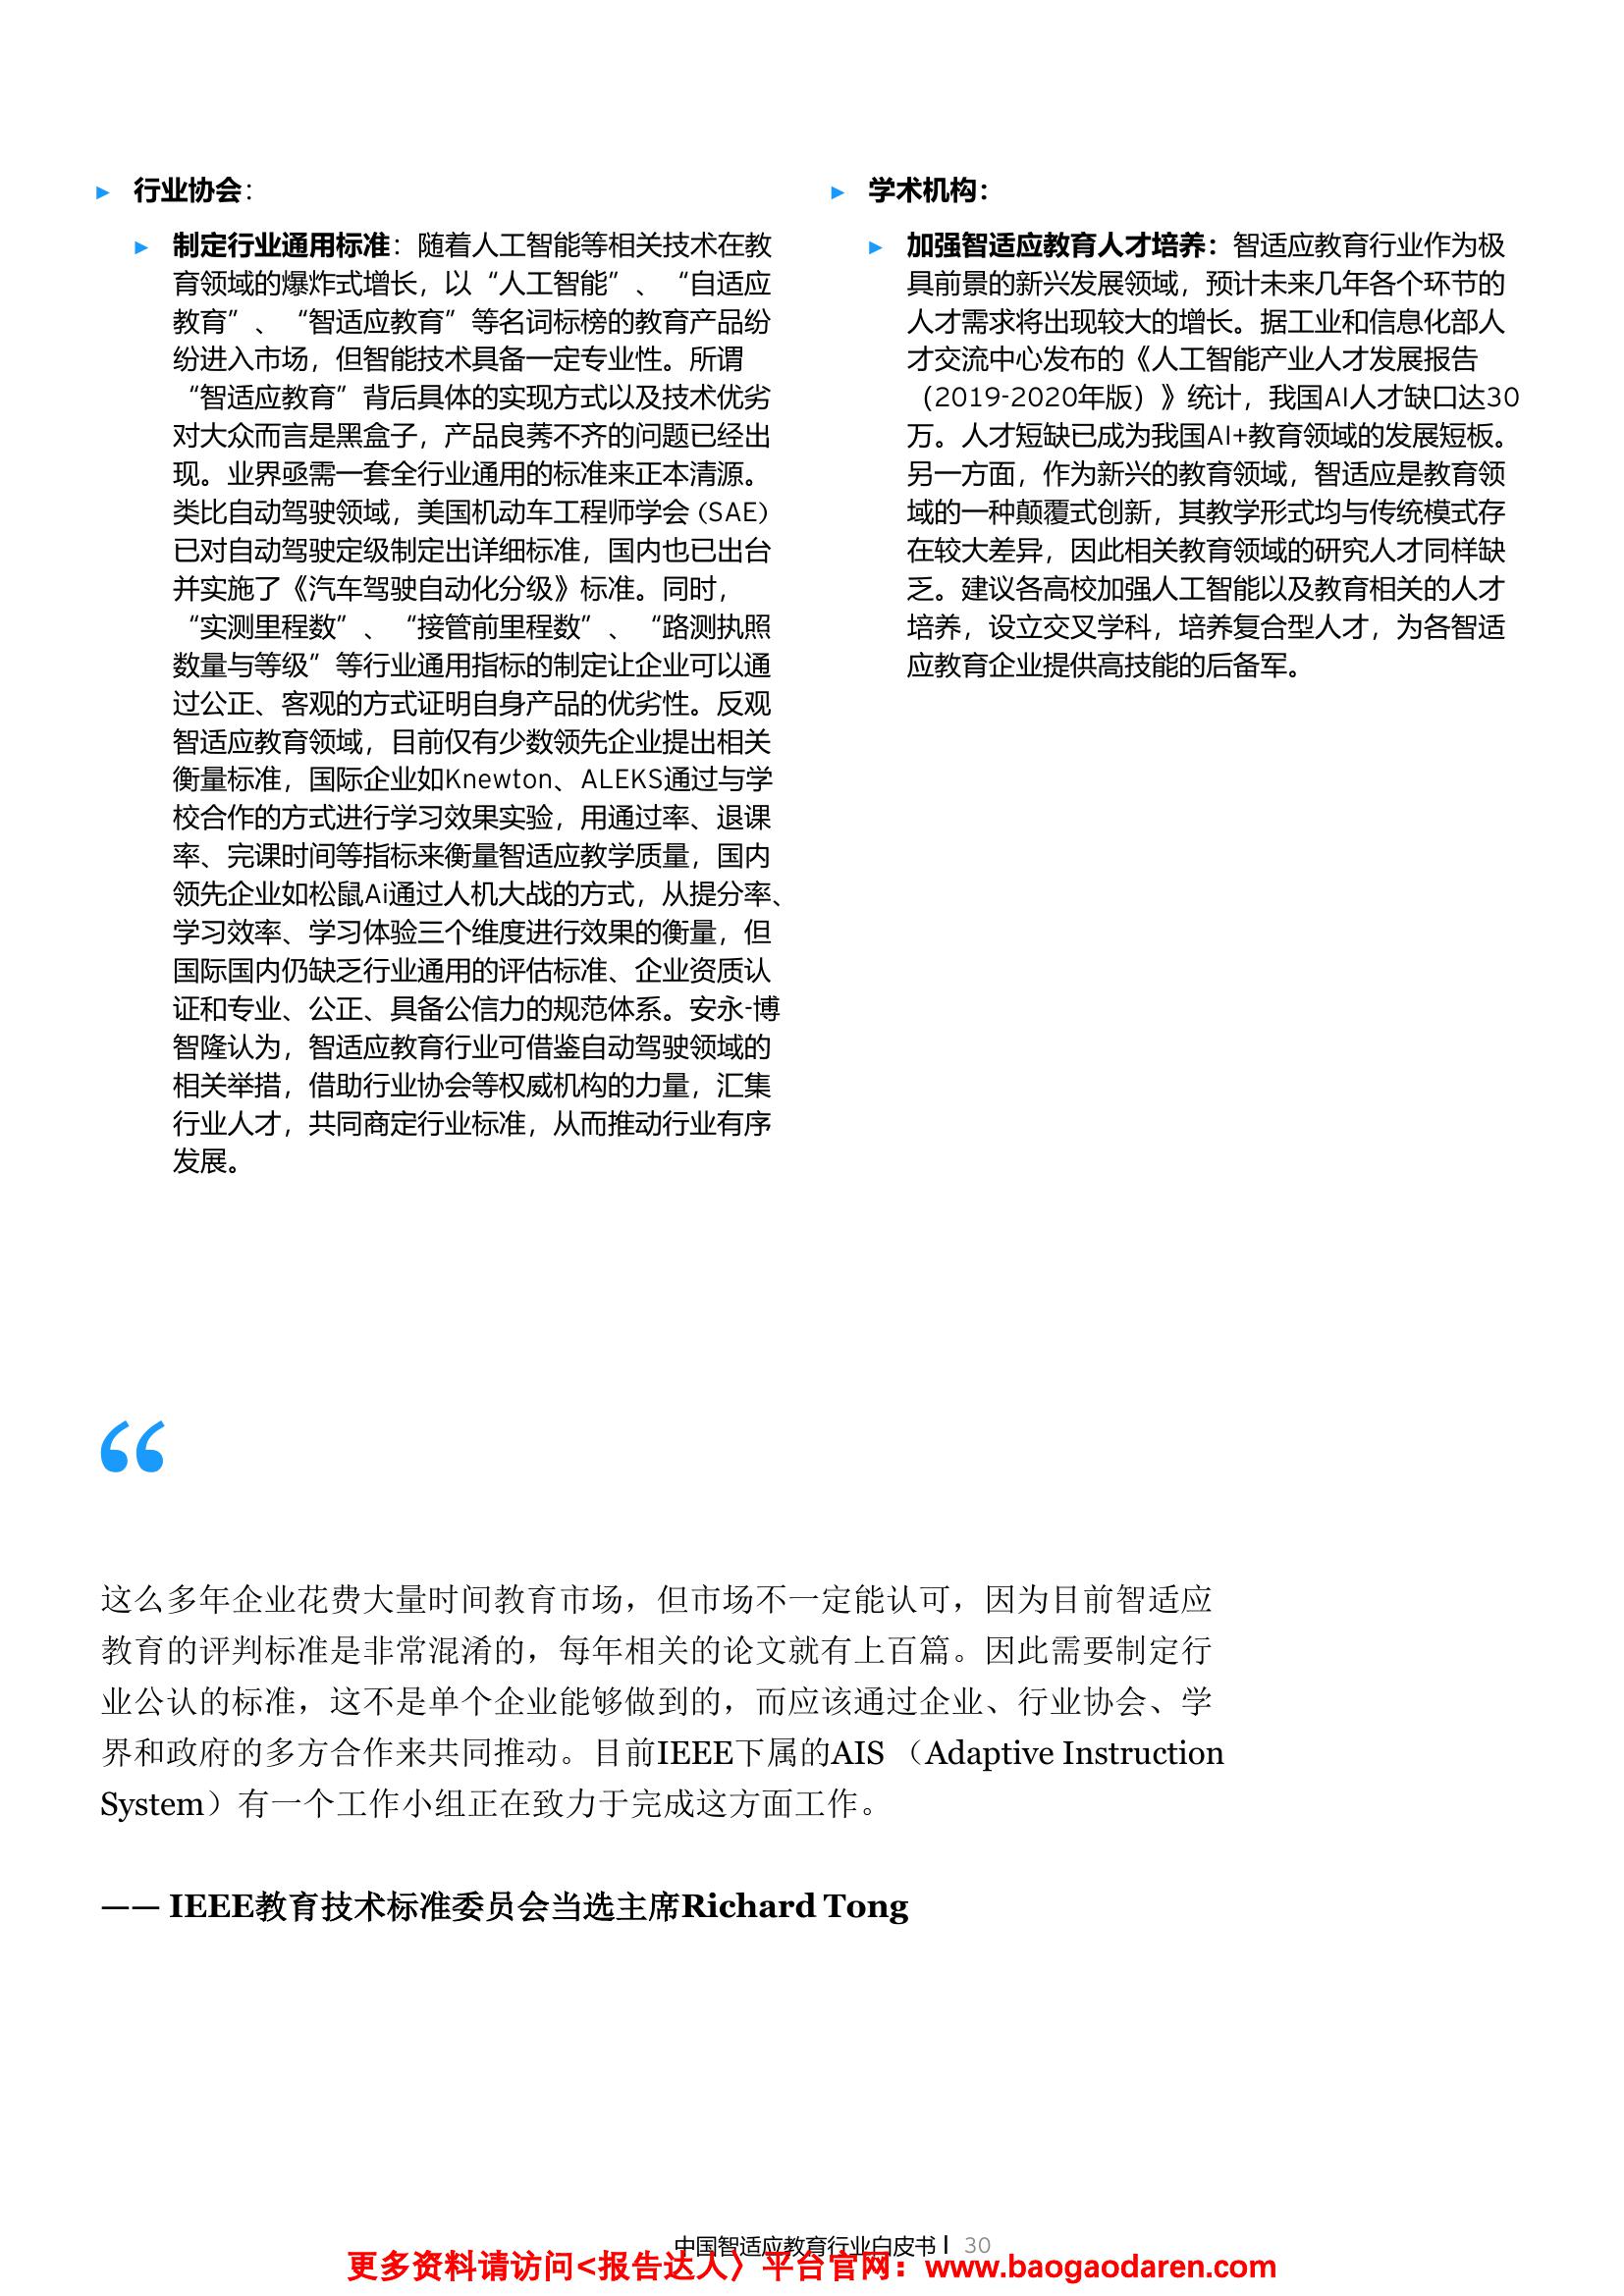 行业协会：
制定行业通用标准：随着人工智能等相关技术在教
育领域的爆炸式增长，以“人工智能”、“自适应
教育”、“智适应教育”等名词标榜的教育产品纷
纷进入市场，但智能技术具备一定专业性。所谓
“智适应教育”背后具体的实现方式以及技术优劣
对大众而言是黑盒子，产品良莠不齐的问题已经出
现。业界亟需一套全行业通用的标准来正本清源。
类比自动驾驶领域，美国机动车工程师学会 (SAE)
已对自动驾驶定级制定出详细标准，国内也已出台
并实施了《汽车驾驶自动化分级》标准。同时，
“实测里程数”、“接管前里程数”、“路测执照
数量与等级”等行业通用指标的制定让企业可以通
过公正、客观的方式证明自身产品的优劣性。反观
智适应教育领域，目前仅有少数领先企业提出相关
衡量标准，国际企业如Knewton、ALEKS通过与学
校合作的方式进行学习效果实验，用通过率、退课
率、完课时间等指标来衡量智适应教学质量，国内
领先企业如松鼠Ai通过人机大战的方式，从提分率、
学习效率、学习体验三个维度进行效果的衡量，但
国际国内仍缺乏行业通用的评估标准、企业资质认
证和专业、公正、具备公信力的规范体系。安永-博
智隆认为，智适应教育行业可借鉴自动驾驶领域的
相关举措，借助行业协会等权威机构的力量，汇集
行业人才，共同商定行业标准，从而推动行业有序
发展。
学术机构：
加强智适应教育人才培养：智适应教育行业作为极
具前景的新兴发展领域，预计未来几年各个环节的
人才需求将出现较大的增长。据工业和信息化部人
才交流中心发布的《人工智能产业人才发展报告
（2019-2020年版）》统计，我国AI人才缺口达30
万。人才短缺已成为我国AI+教育领域的发展短板。
另一方面，作为新兴的教育领域，智适应是教育领
域的一种颠覆式创新，其教学形式均与传统模式存
在较大差异，因此相关教育领域的研究人才同样缺
乏。建议各高校加强人工智能以及教育相关的人才
培养，设立交叉学科，培养复合型人才，为各智适
应教育企业提供高技能的后备军。
“
这么多年企业花费大量时间教育市场，但市场不一定能认可，因为目前智适应
教育的评判标准是非常混淆的，每年相关的论文就有上百篇。因此需要制定行
业公认的标准，这不是单个企业能够做到的，而应该通过企业、行业协会、学
界和政府的多方合作来共同推动。目前IEEE下属的AIS （Adaptive Instruction
System）有一个工作小组正在致力于完成这方面工作。
—— IEEE教育技术标准委员会当选主席Richard Tong
中国智适应教育行业白皮书 | 30
更多资料请访问<报告达人〉平台官网：www.baogaodaren.com